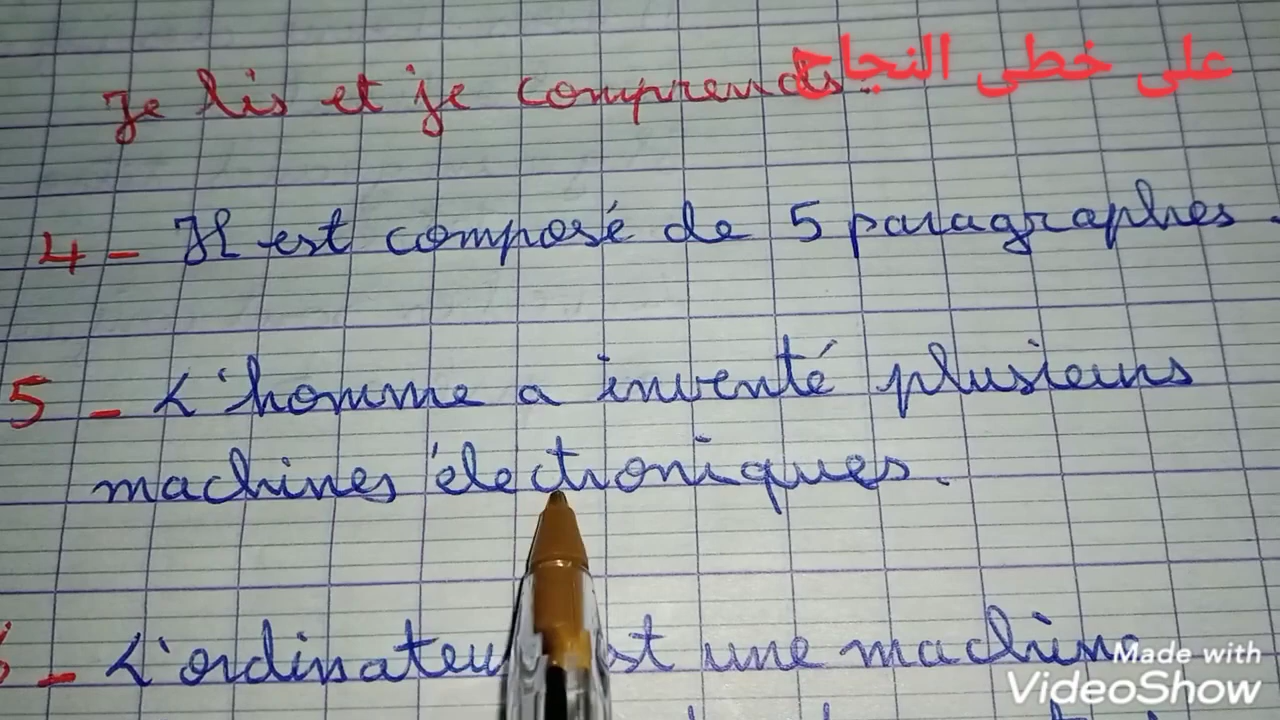 على خطى النجاح
Je lis et je comprends
4 - Il est composé de 5 paragraphes.
5 - L'homme a inventé plusieurs
machines électroniques.
6 - L'ordinateur est une machine
Made with
VideoShow